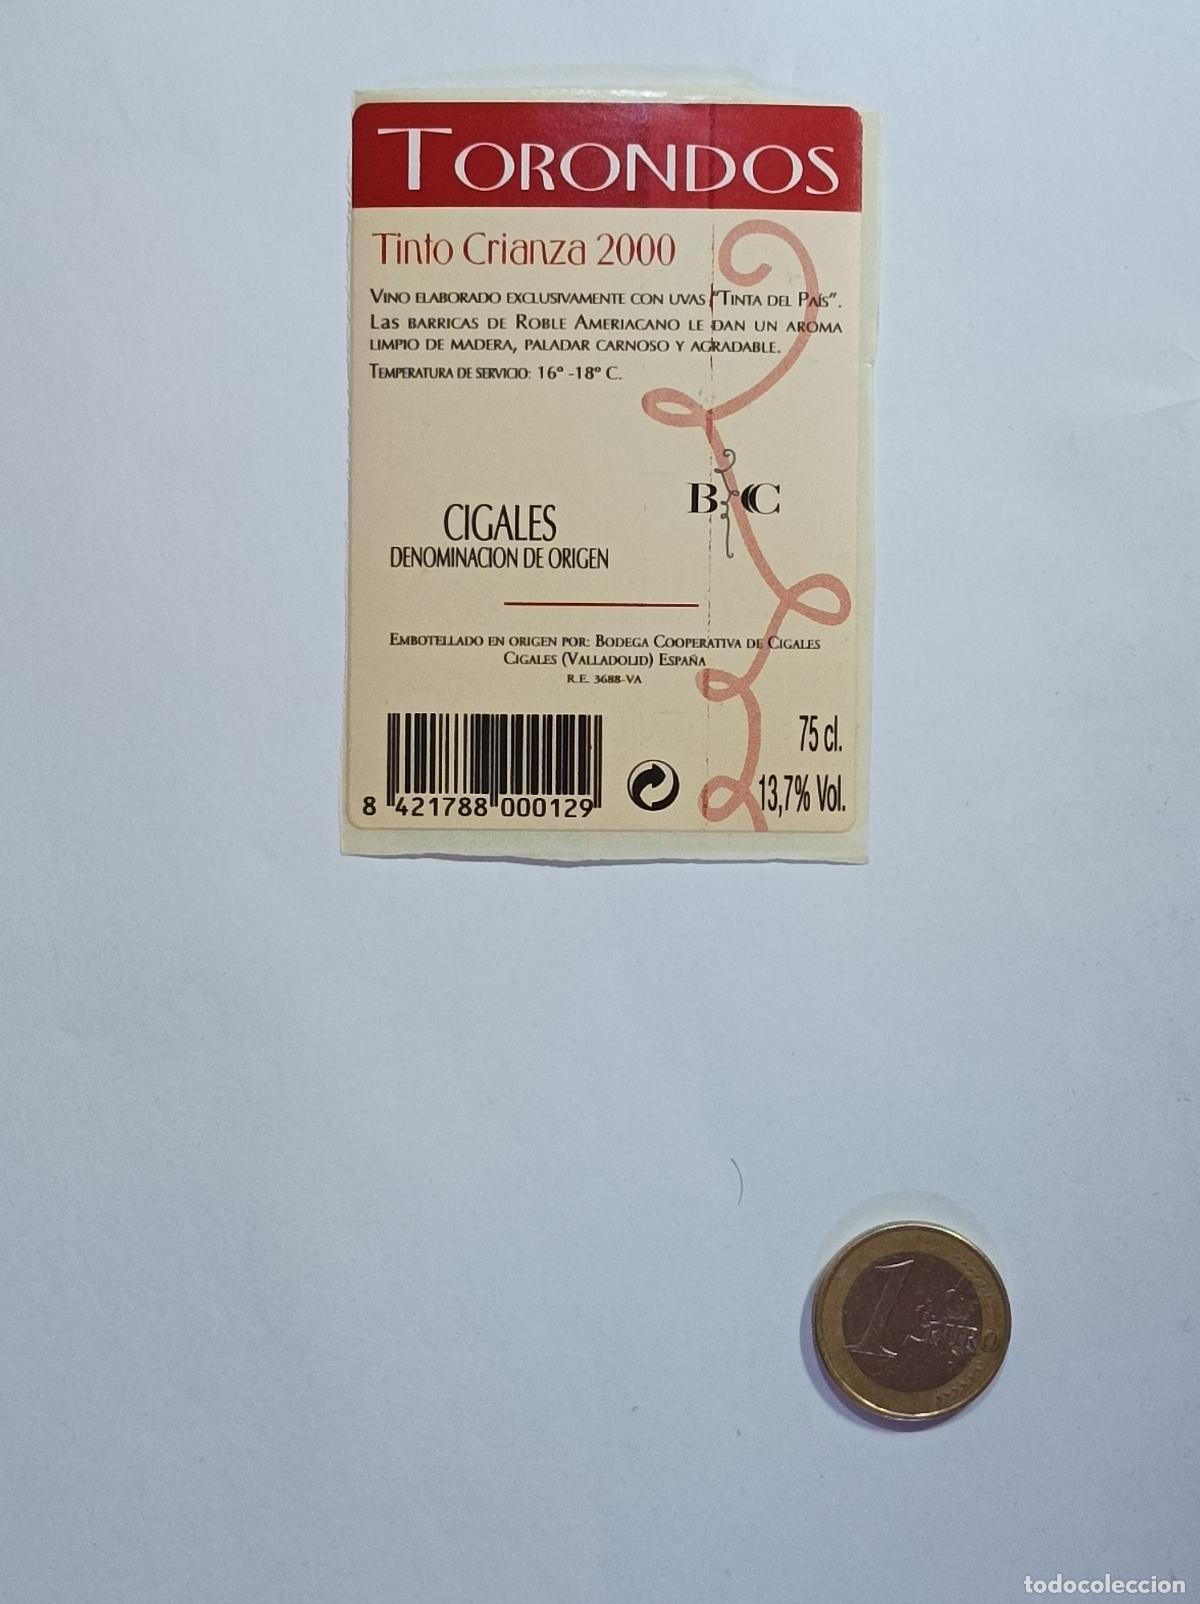 TORONDOS
Tinto Crianza 2000
VINO ELABORADO EXCLUSIVAMENTE CON UVAS "TINTA DEL PAÍS".
LAS BARRICAS DE ROBLE AMERIACANO LE DAN UN AROMA
LIMPIO DE MADERA, PALADAR CARNOSO Y AGRADABLE.
TEMPERATURA DE SERVICIO: 16º -18º C.
B C
CIGALES
DENOMINACION DE ORIGEN
EMBOTELLADO EN ORIGEN POR: BODEGA COOPERATIVA DE CIGALES
CIGALES (VALLADOLID) ESPAÑA
R.E. 3688-VA
75 cl.
13,7% Vol.
8 421788 000129
1 EURO
todocoleccion